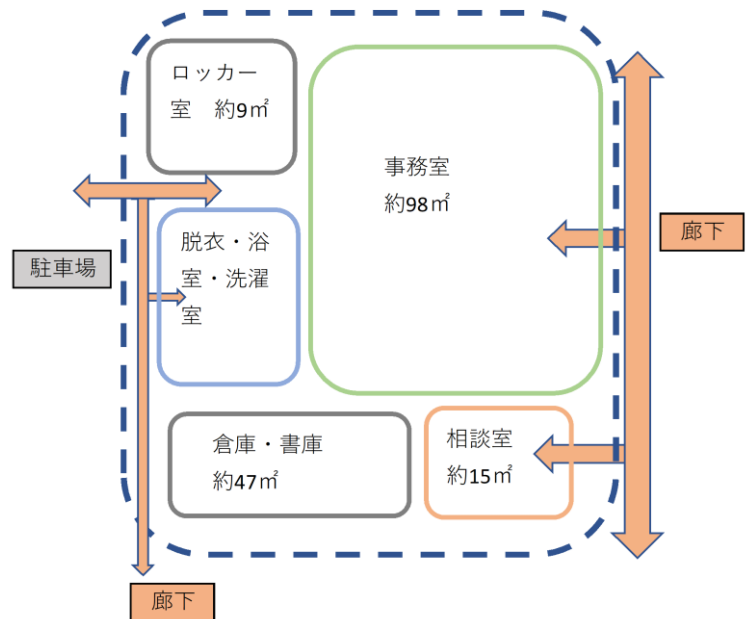 ロッカー
室　約9㎡
事務室
約98㎡
廊下
脱衣・浴
室・洗濯
室
駐車場
倉庫・書庫
約47㎡
相談室
約15㎡
廊下